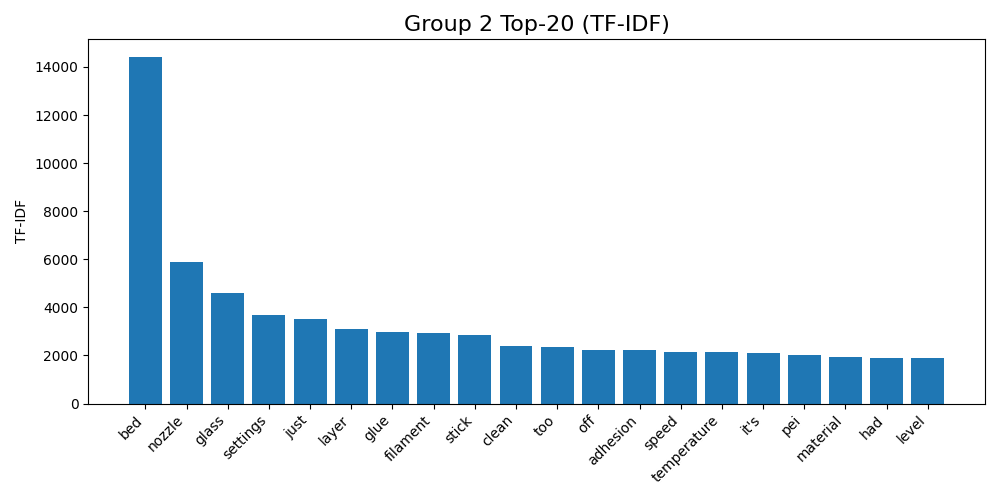 Group 2 Top-20 (TF-IDF)
TF-IDF
14000
12000
10000
8000
6000
4000
2000
0
bed
nozzle
glass
settings
just
layer
glue
filament
stick
clean
too
off
adhesion
speed
temperature
it's
pei
material
had
level